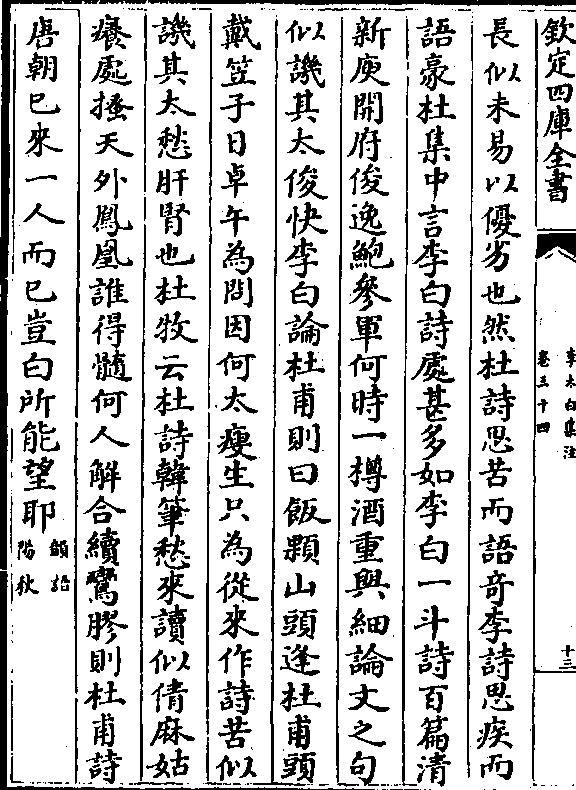 欽定四庫全書
李太白集注
卷三十四
十三
長似未易以優劣也然杜詩思苦而語奇李詩思疾而
語豪杜集中言李白詩處甚多如李白一斗詩百篇清
新庾開府俊逸鮑參軍何時一樽酒重與細論文之句
似譏其太俊快李白論杜甫則曰飯顆山頭逢杜甫頭
戴笠子日卓午為問因何太瘦生只為從來作詩苦似
譏其太愁肝腎也杜牧云杜詩韓筆愁來讀似倩麻姑
癢處搔天外鳳凰誰得髓何人解合續鸞膠則杜甫詩
唐朝已來一人而已豈白所能望耶
韻語
陽秋